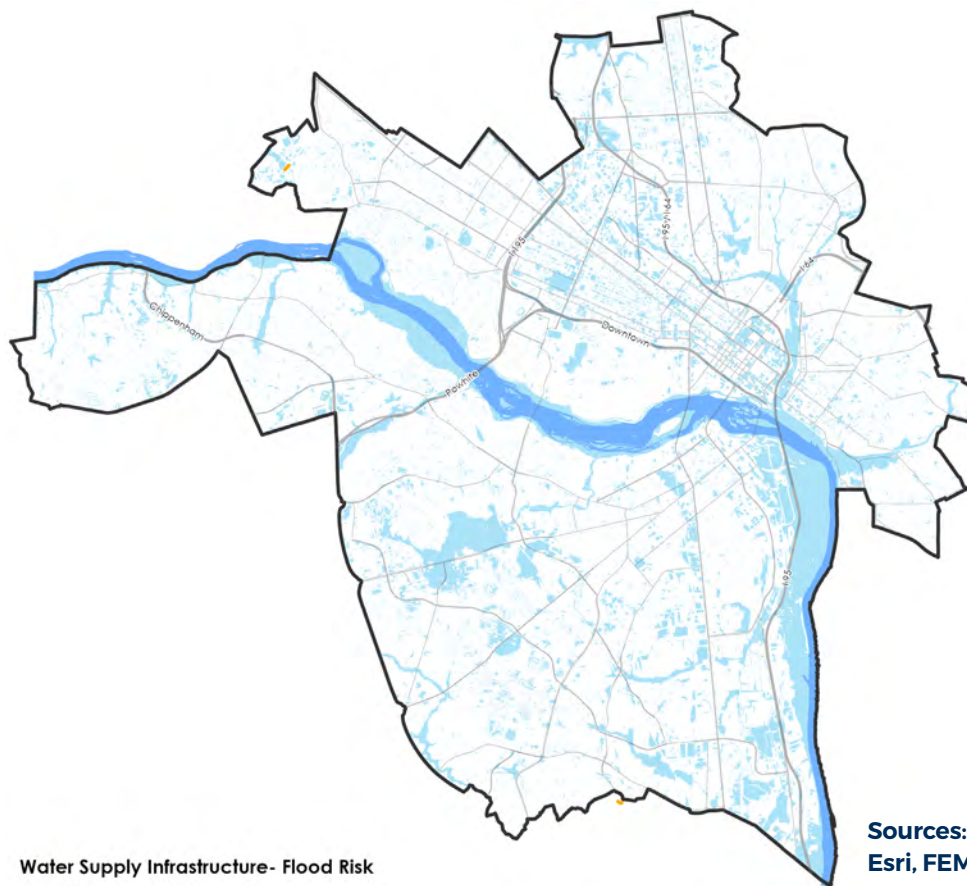 I-95
I-95 / I-64
I-64
Chippenham
Downtown
Powhite
I-95
Water Supply Infrastructure- Flood Risk
Sources:
Esri, FEM